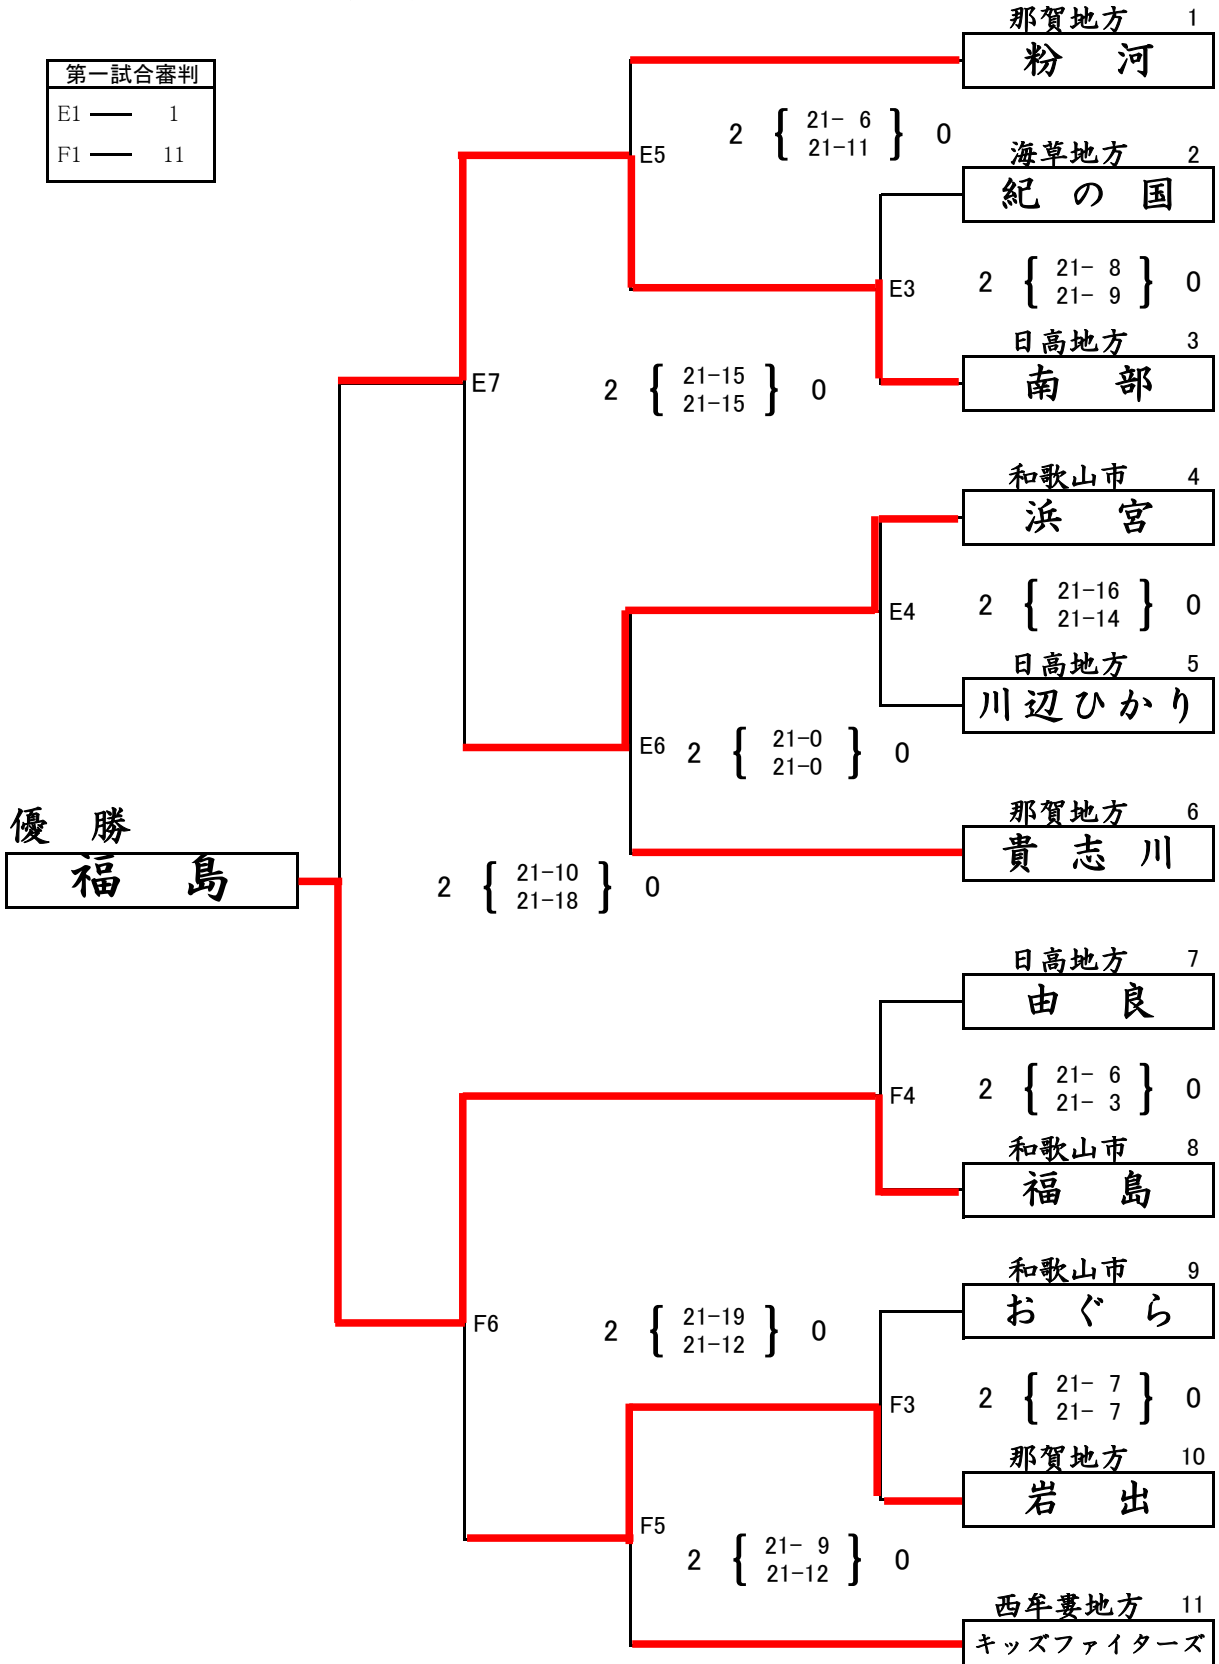 第一試合審判
E1 ― 1
F1 ― 11
那賀地方 1
粉河
2 { 21- 6 } 0
21-11
E5
海草地方 2
紀の国
E3
2 { 21- 8 } 0
21- 9
日高地方 3
南部
E7
2 { 21-15 } 0
21-15
和歌山市 4
浜宮
E4
2 { 21-16 } 0
21-14
日高地方 5
川辺ひかり
E6
2 { 21-0 } 0
21-0
那賀地方 6
貴志川
優勝
福島
2 { 21-10 } 0
21-18
日高地方 7
由良
F4
2 { 21- 6 } 0
21- 3
和歌山市 8
福島
和歌山市 9
おぐら
F6
2 { 21-19 } 0
21-12
F3
2 { 21- 7 } 0
21- 7
那賀地方 10
岩出
F5
2 { 21- 9 } 0
21-12
西牟婁地方 11
キッズファイターズ